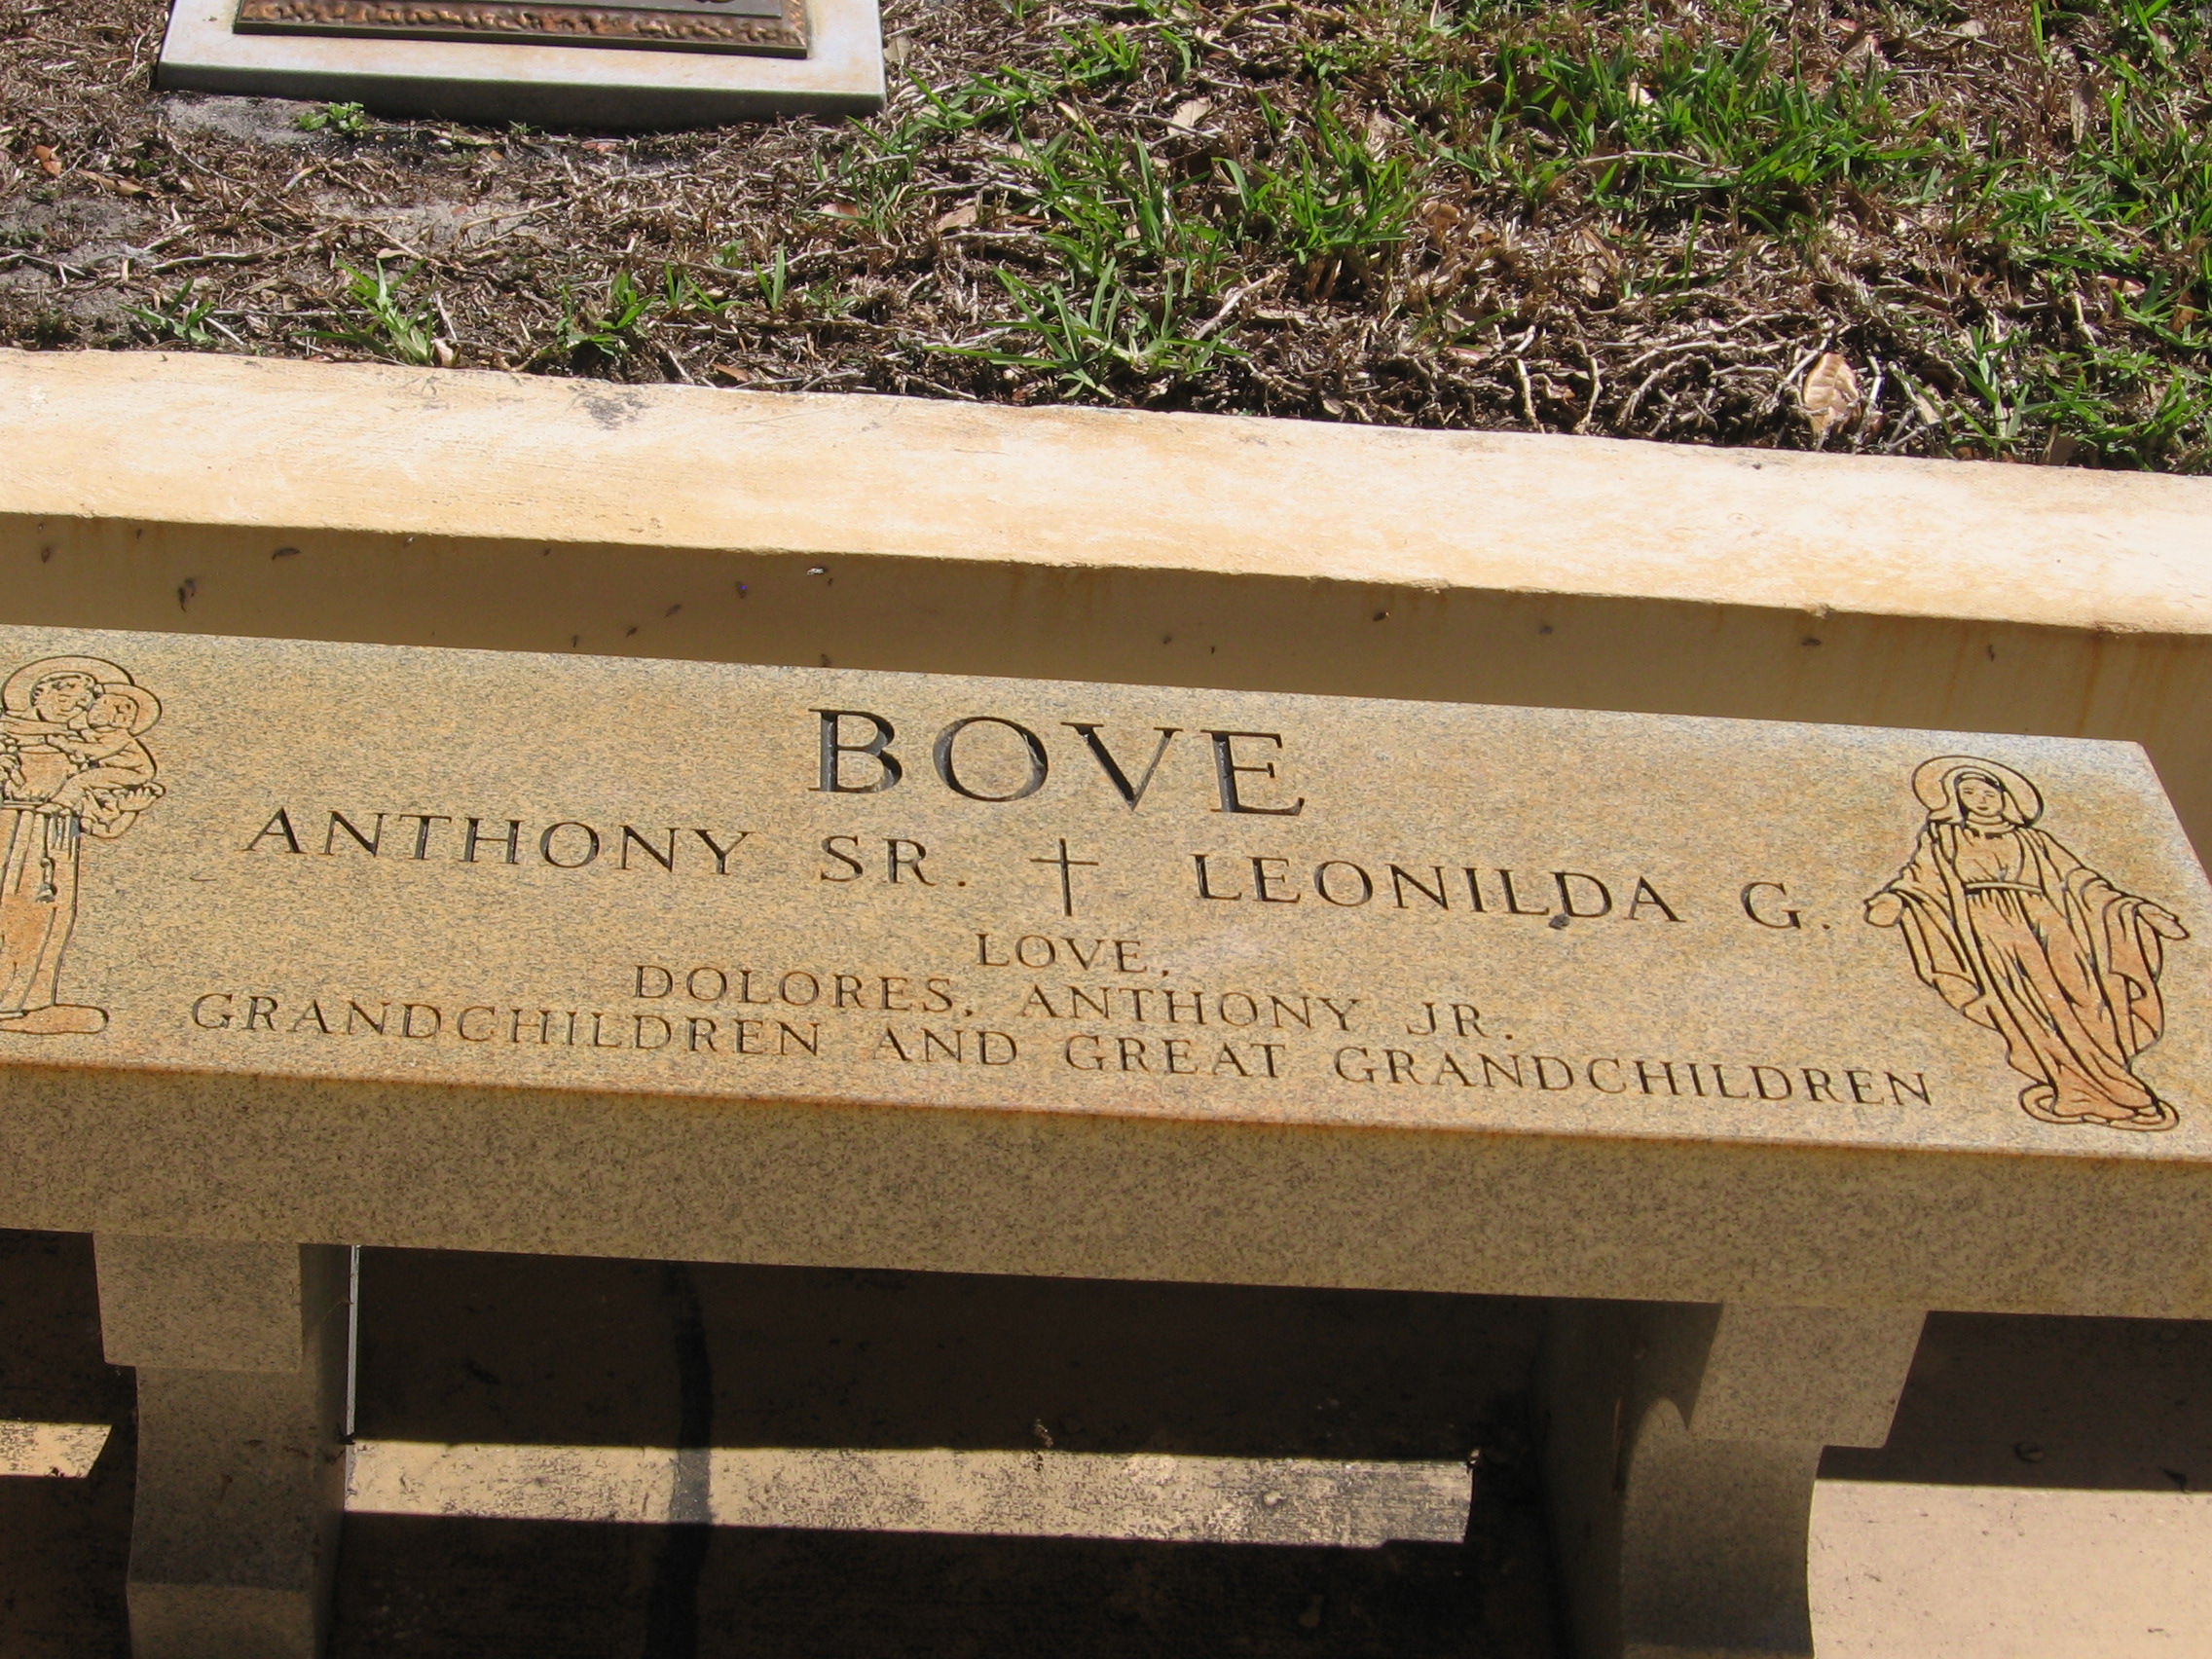 BOVE
ANTHONY SR. † LEONILDA G.
LOVE,
DOLORES, ANTHONY JR.
GRANDCHILDREN AND GREAT GRANDCHILDREN